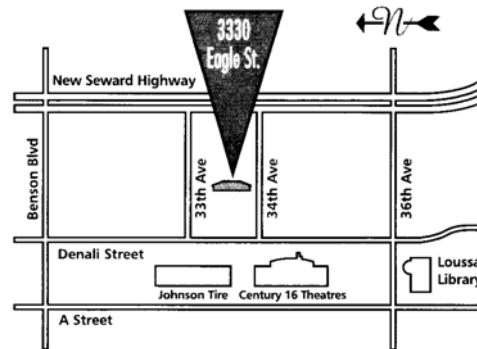 3330
Eagle St.
N
New Seward Highway
Benson Blvd
33th Ave
34th Ave
36th Ave
Denali Street
Loussa
Library
Johnson Tire
Century 16 Theatres
A Street